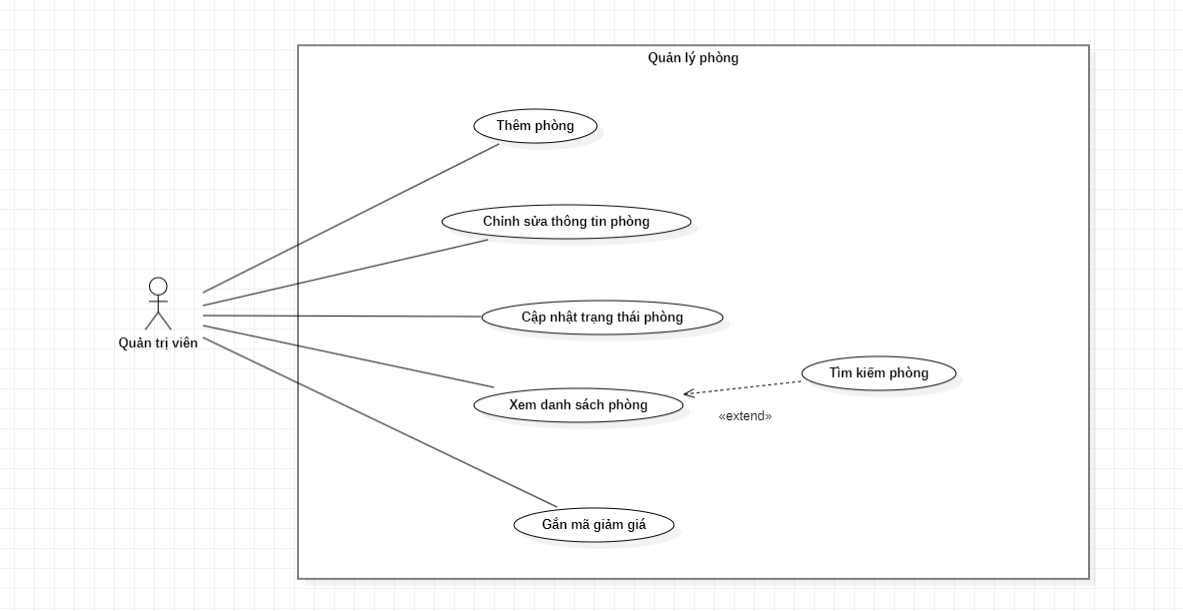 Quản lý phòng
Thêm phòng
Chỉnh sửa thông tin phòng
Cập nhật trạng thái phòng
Quản trị viên
Tìm kiếm phòng
Xem danh sách phòng
«extend»
Gắn mã giảm giá